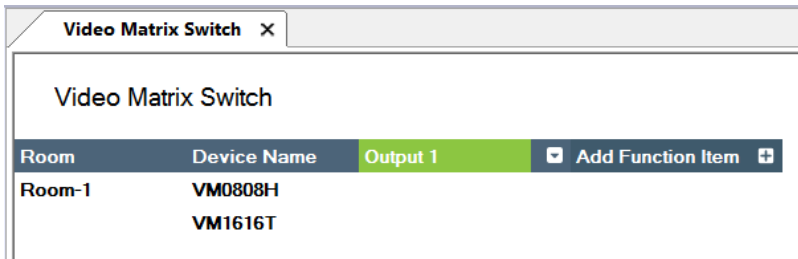 Video Matrix Switch
Video Matrix Switch
Room Device Name Output 1 Add Function Item
Room-1 VM0808H
VM1616T